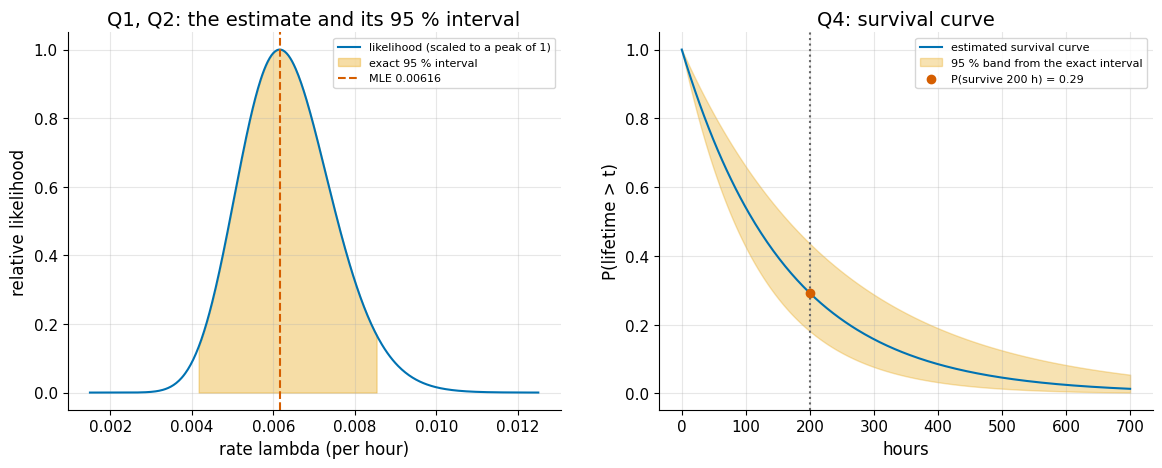 Q1, Q2: the estimate and its 95 % interval
likelihood (scaled to a peak of 1)
exact 95 % interval
MLE 0.00616
relative likelihood
1.0
0.8
0.6
0.4
0.2
0.0
0.002 0.004 0.006 0.008 0.010 0.012
rate lambda (per hour)
Q4: survival curve
estimated survival curve
95 % band from the exact interval
P(survive 200 h) = 0.29
P(lifetime > t)
1.0
0.8
0.6
0.4
0.2
0.0
0 100 200 300 400 500 600 700
hours